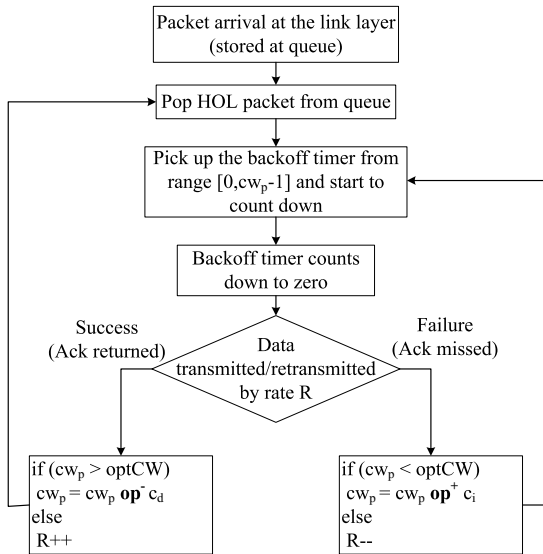 Packet arrival at the link layer
(stored at queue)
Pop HOL packet from queue
Pick up the backoff timer from
range [0,cwₚ-1] and start to
count down
Backoff timer counts
down to zero
Success
(Ack returned)
Data
transmitted/retransmitted
by rate R
Failure
(Ack missed)
if (cwₚ > optCW)
cwₚ = cwₚ op⁻ c_d
else
R++
if (cwₚ < optCW)
cwₚ = cwₚ op⁺ cᵢ
else
R--